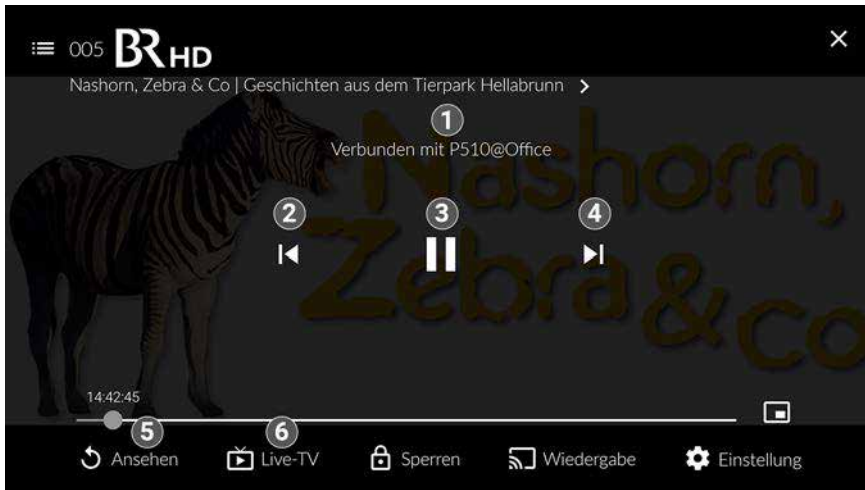 005 BR HD
Nashorn, Zebra & Co | Geschichten aus dem Tierpark Hellabrunn
1
Verbunden mit P510@Office
Nashorn,
Zebra & Co
2 3 4
14:42:45
5 6
Ansehen Live-TV Sperren Wiedergabe Einstellung